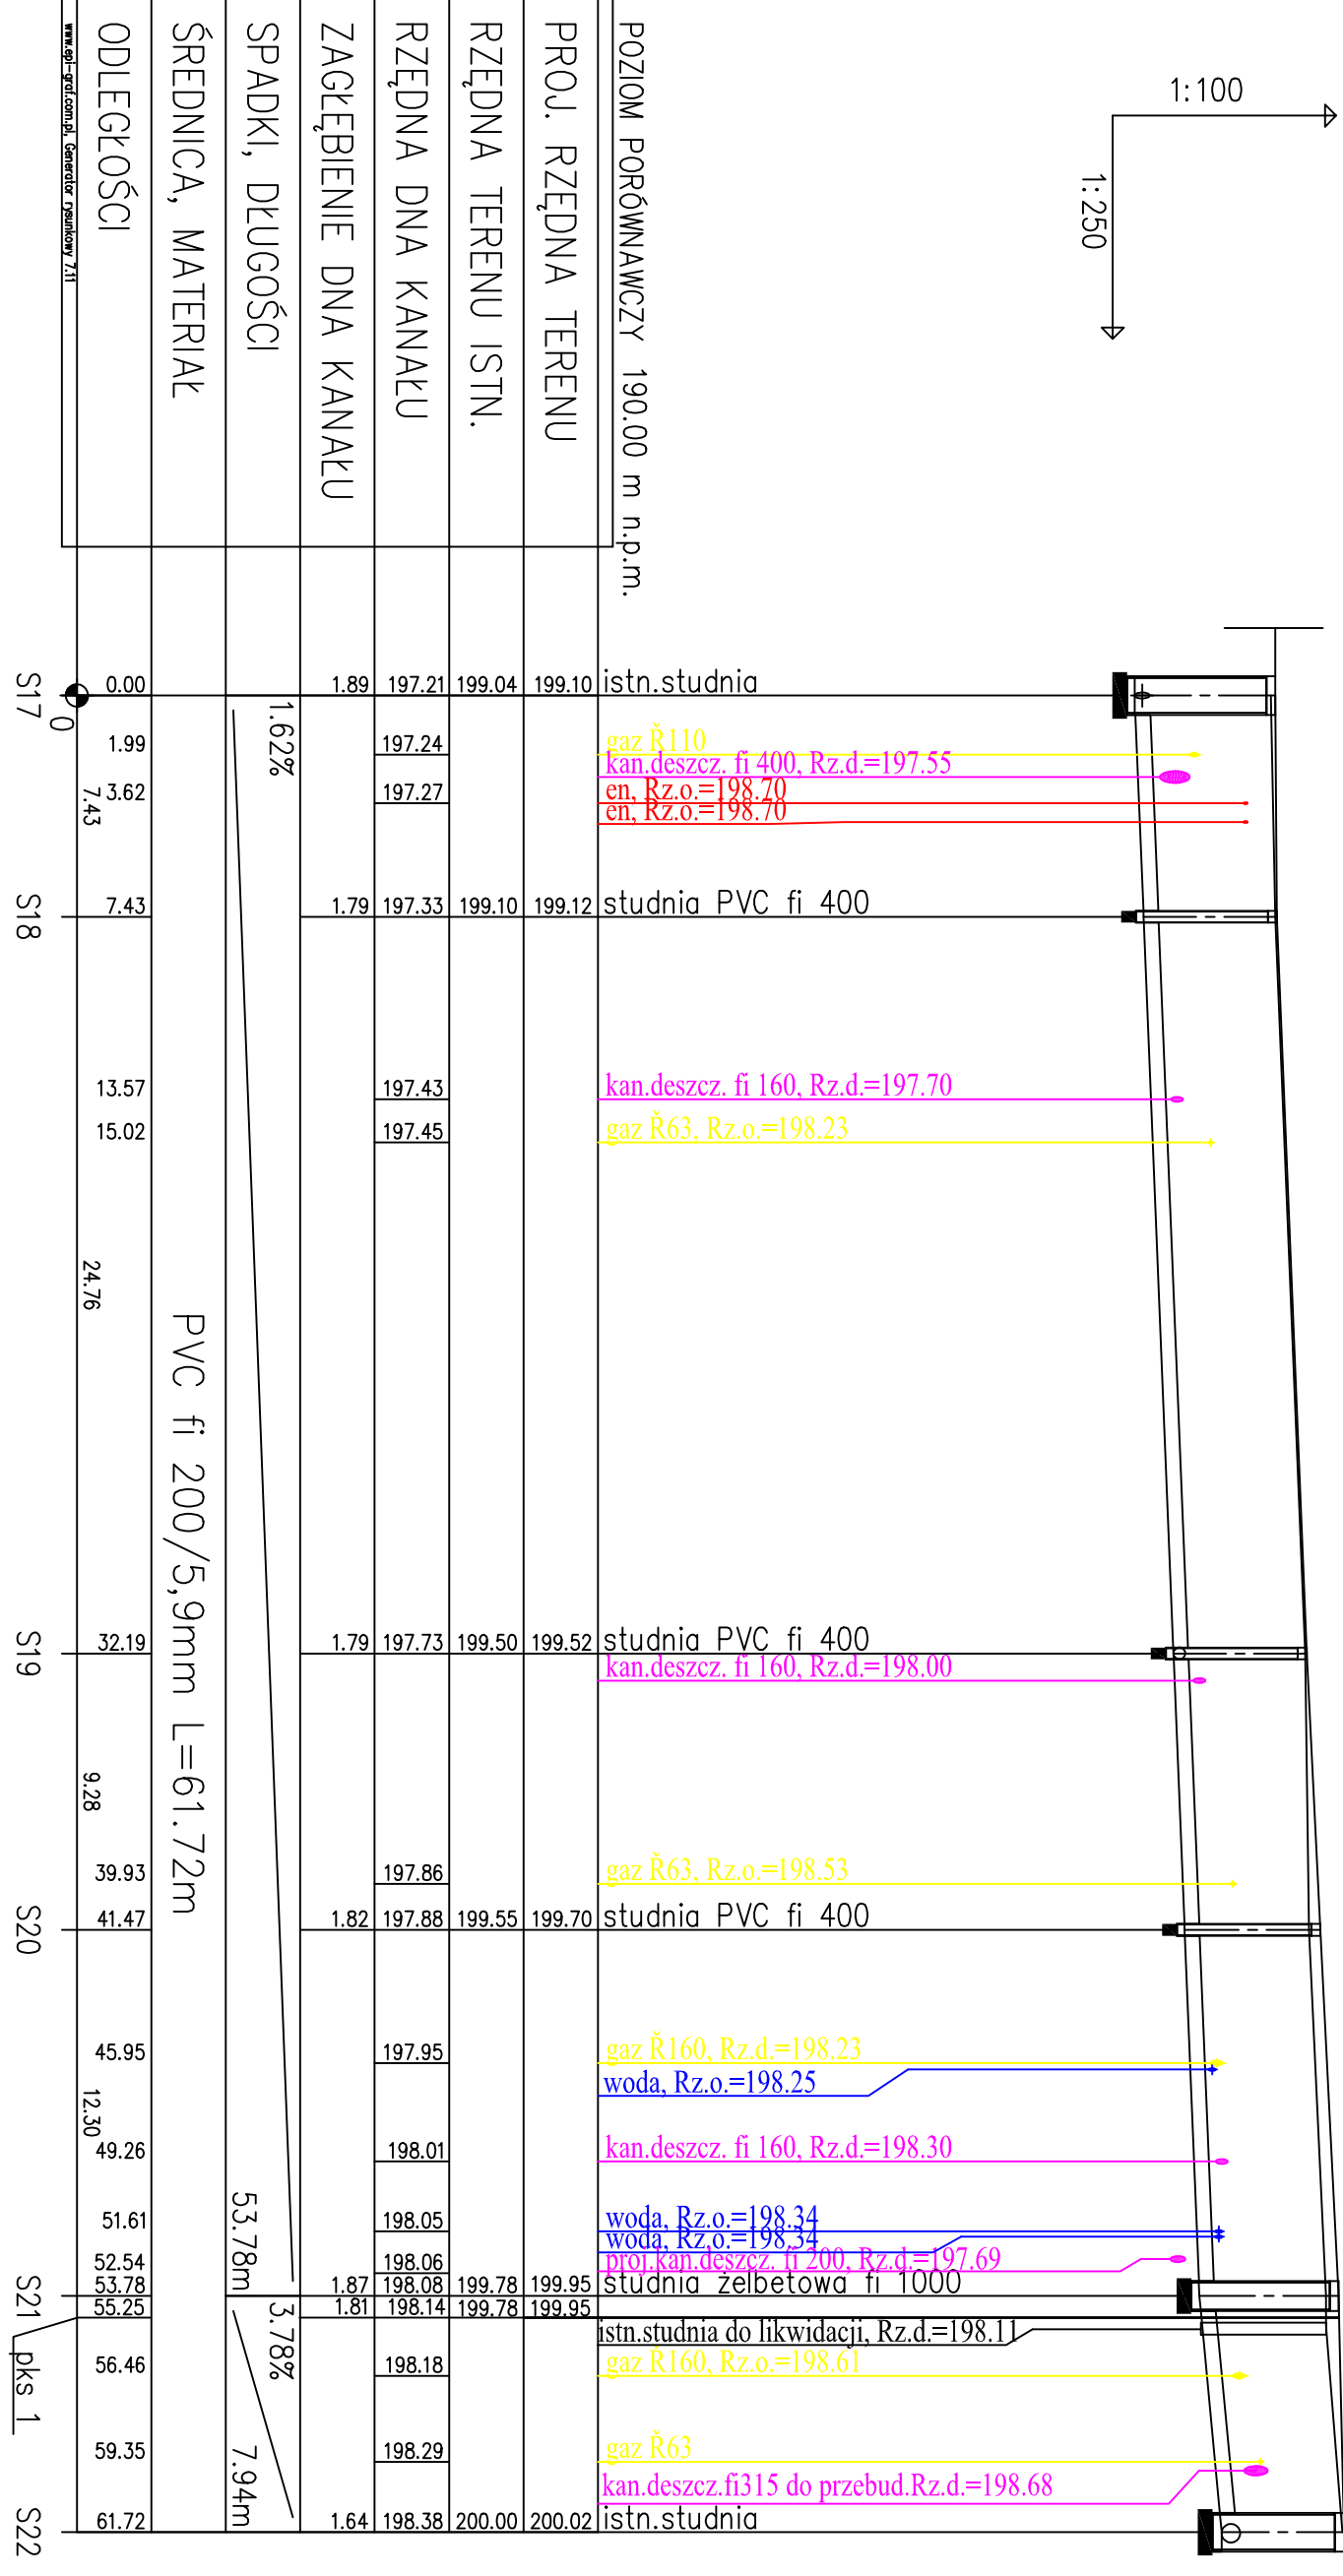 1:100
1:250
POZIOM PORÓWNAWCZY 190.00 m n.p.m.
PROJ. RZĘDNA TERENU
RZĘDNA TERENU ISTN.
RZĘDNA DNA KANAŁU
ZAGŁĘBIENIE DNA KANAŁU
SPADKI, DŁUGOŚCI
ŚREDNICA, MATERIAŁ
ODLEGŁOŚCI
www.epi-graf.com.pl, Generator rysunkowy 7.11
istn.studnia
gaz Ř110
kan.deszcz. fi 400, Rz.d.=197.55
en, Rz.o.=198.70
en, Rz.o.=198.70
studnia PVC fi 400
kan.deszcz. fi 160, Rz.d.=197.70
gaz Ř63, Rz.o.=198.23
studnia PVC fi 400
kan.deszcz. fi 160, Rz.d.=198.00
gaz Ř63, Rz.o.=198.53
studnia PVC fi 400
gaz Ř160, Rz.d.=198.23
woda, Rz.o.=198.25
kan.deszcz. fi 160, Rz.d.=198.30
woda, Rz.o.=198.34
woda, Rz.o.=198.34
proj.kan.deszcz. fi 200, Rz.d.=197.69
studnia żelbetowa fi 1000
istn.studnia do likwidacji, Rz.d.=198.11
gaz Ř160, Rz.o.=198.61
gaz Ř63
kan.deszcz.fi315 do przebud.Rz.d.=198.68
istn.studnia
199.10 199.12 199.52 199.70 199.95 199.95 200.02
199.04 199.10 199.50 199.55 199.78 199.78 200.00
197.21 197.24 197.27 197.33 197.43 197.45 197.73 197.86 197.88 197.95 198.01 198.05 198.06 198.08 198.14 198.18 198.29 198.38
1.89 1.79 1.79 1.82 1.87 1.81 1.64
1.62% 53.78m 3.78% 7.94m
PVC fi 200/5,9mm L=61.72m
0.00 1.99 3.62 7.43 13.57 15.02 32.19 39.93 41.47 45.95 49.26 51.61 52.54 53.78 55.25 56.46 59.35 61.72
7.43 24.76 9.28 12.30
0
S17 S18 S19 S20 S21 pks 1 S22